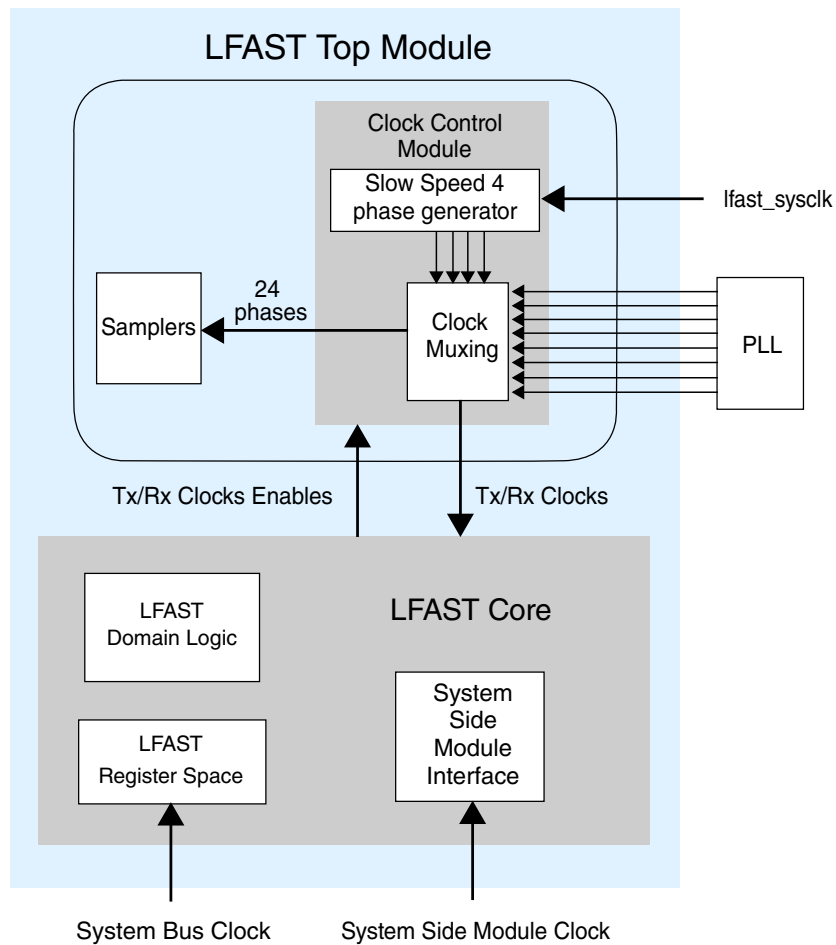 LFAST Top Module
Clock Control
Module
Slow Speed 4
phase generator
lfast_sysclk
24
phases
Samplers
Clock
Muxing
PLL
Tx/Rx Clocks Enables
Tx/Rx Clocks
LFAST
Domain Logic
LFAST Core
LFAST
Register Space
System
Side
Module
Interface
System Bus Clock
System Side Module Clock